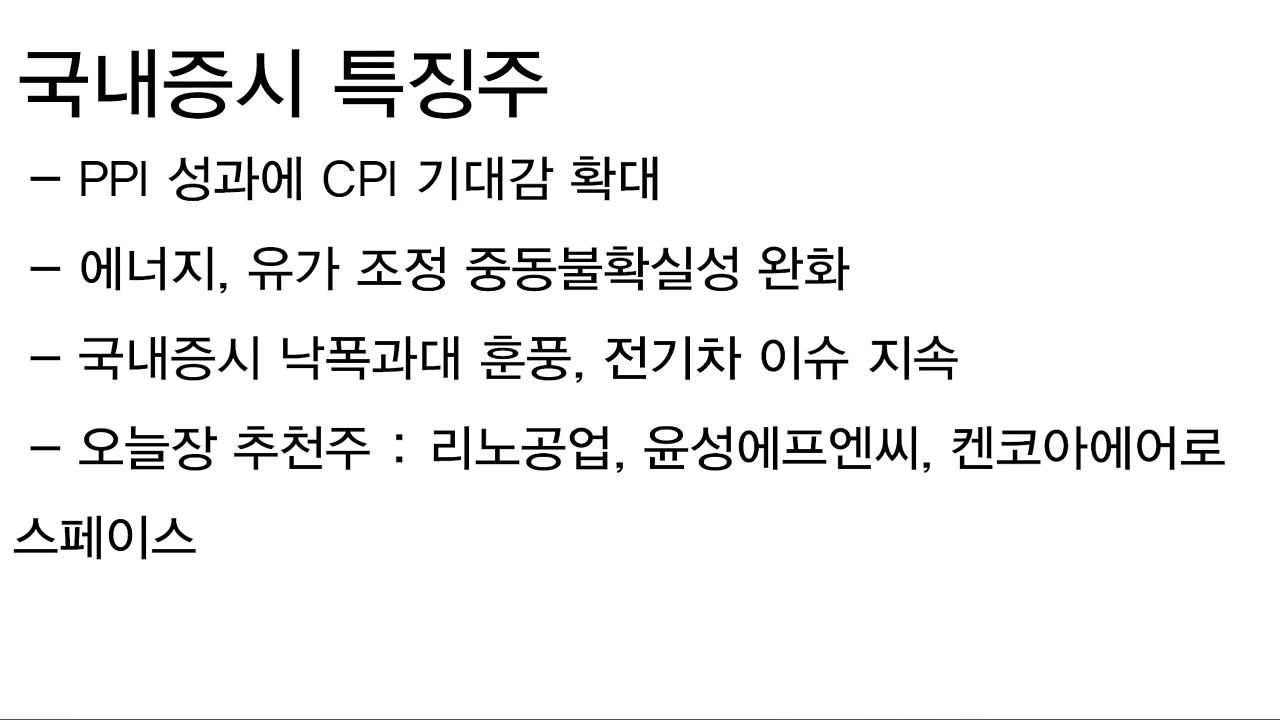 국내증시 특징주
- PPI 성과에 CPI 기대감 확대
- 에너지, 유가 조정 중동불확실성 완화
- 국내증시 낙폭과대 훈풍, 전기차 이슈 지속
- 오늘장 추천주 : 리노공업, 윤성에프엔씨, 켄코아에어로
스페이스